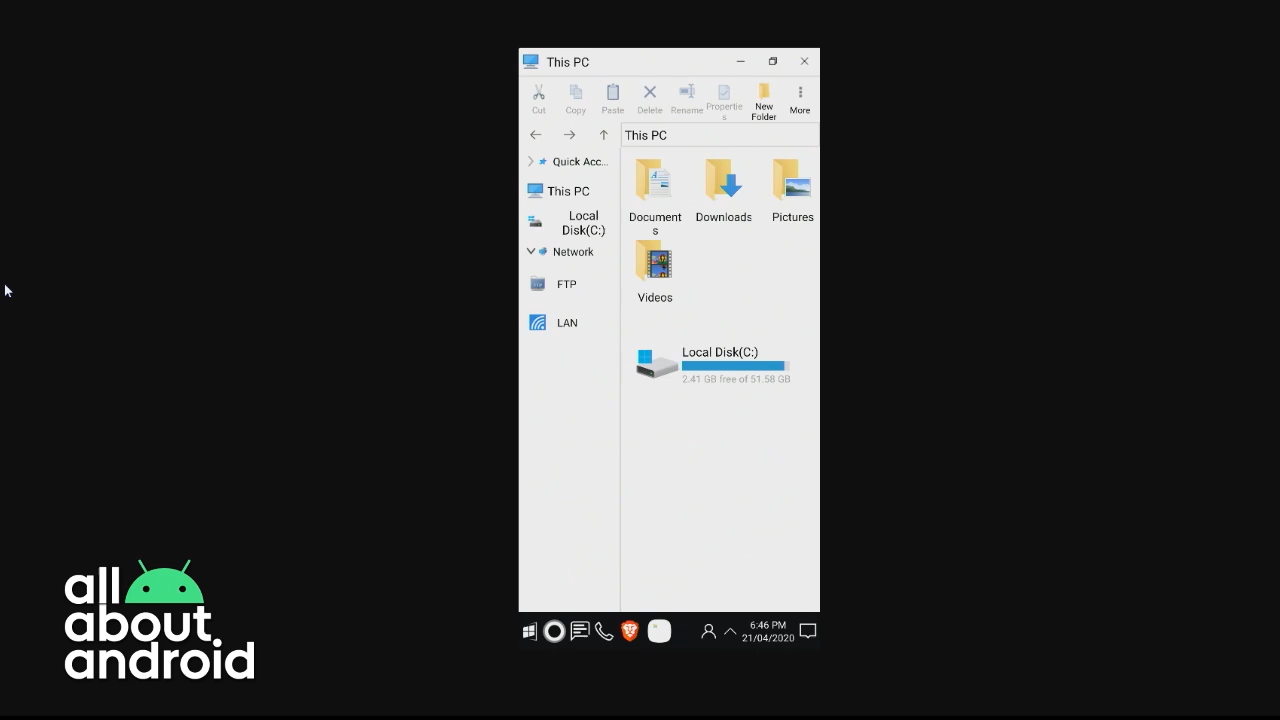 This PC
Cut
Copy
Paste
Delete
Rename
Propertie
s
New
Folder
More
This PC
Quick Acc...
This PC
Local
Disk(C:)
Network
FTP
LAN
Document
s
Downloads
Pictures
Videos
Local Disk(C:)
2.41 GB free of 51.58 GB
6:46 PM
21/04/2020
all
about
android